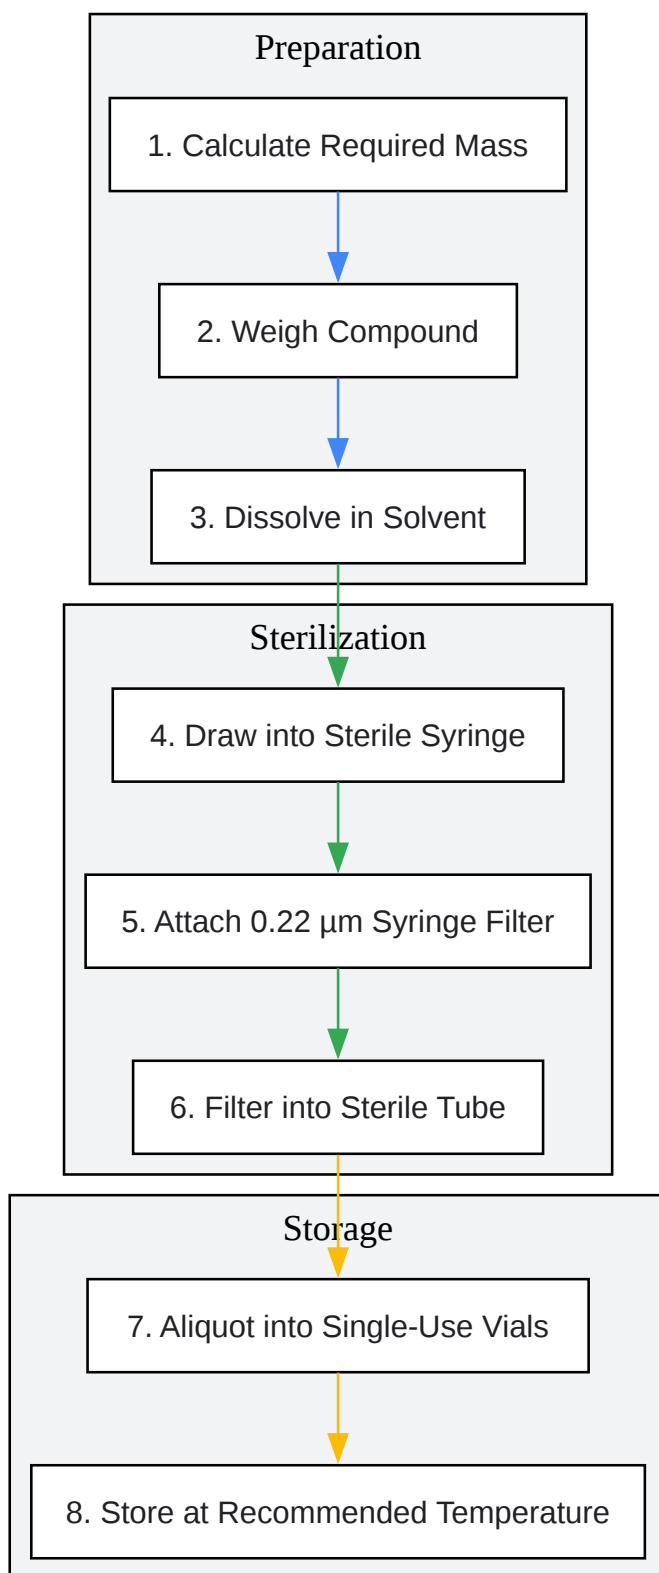 Preparation
1. Calculate Required Mass
2. Weigh Compound
3. Dissolve in Solvent
Sterilization
4. Draw into Sterile Syringe
5. Attach 0.22 µm Syringe Filter
6. Filter into Sterile Tube
Storage
7. Aliquot into Single-Use Vials
8. Store at Recommended Temperature